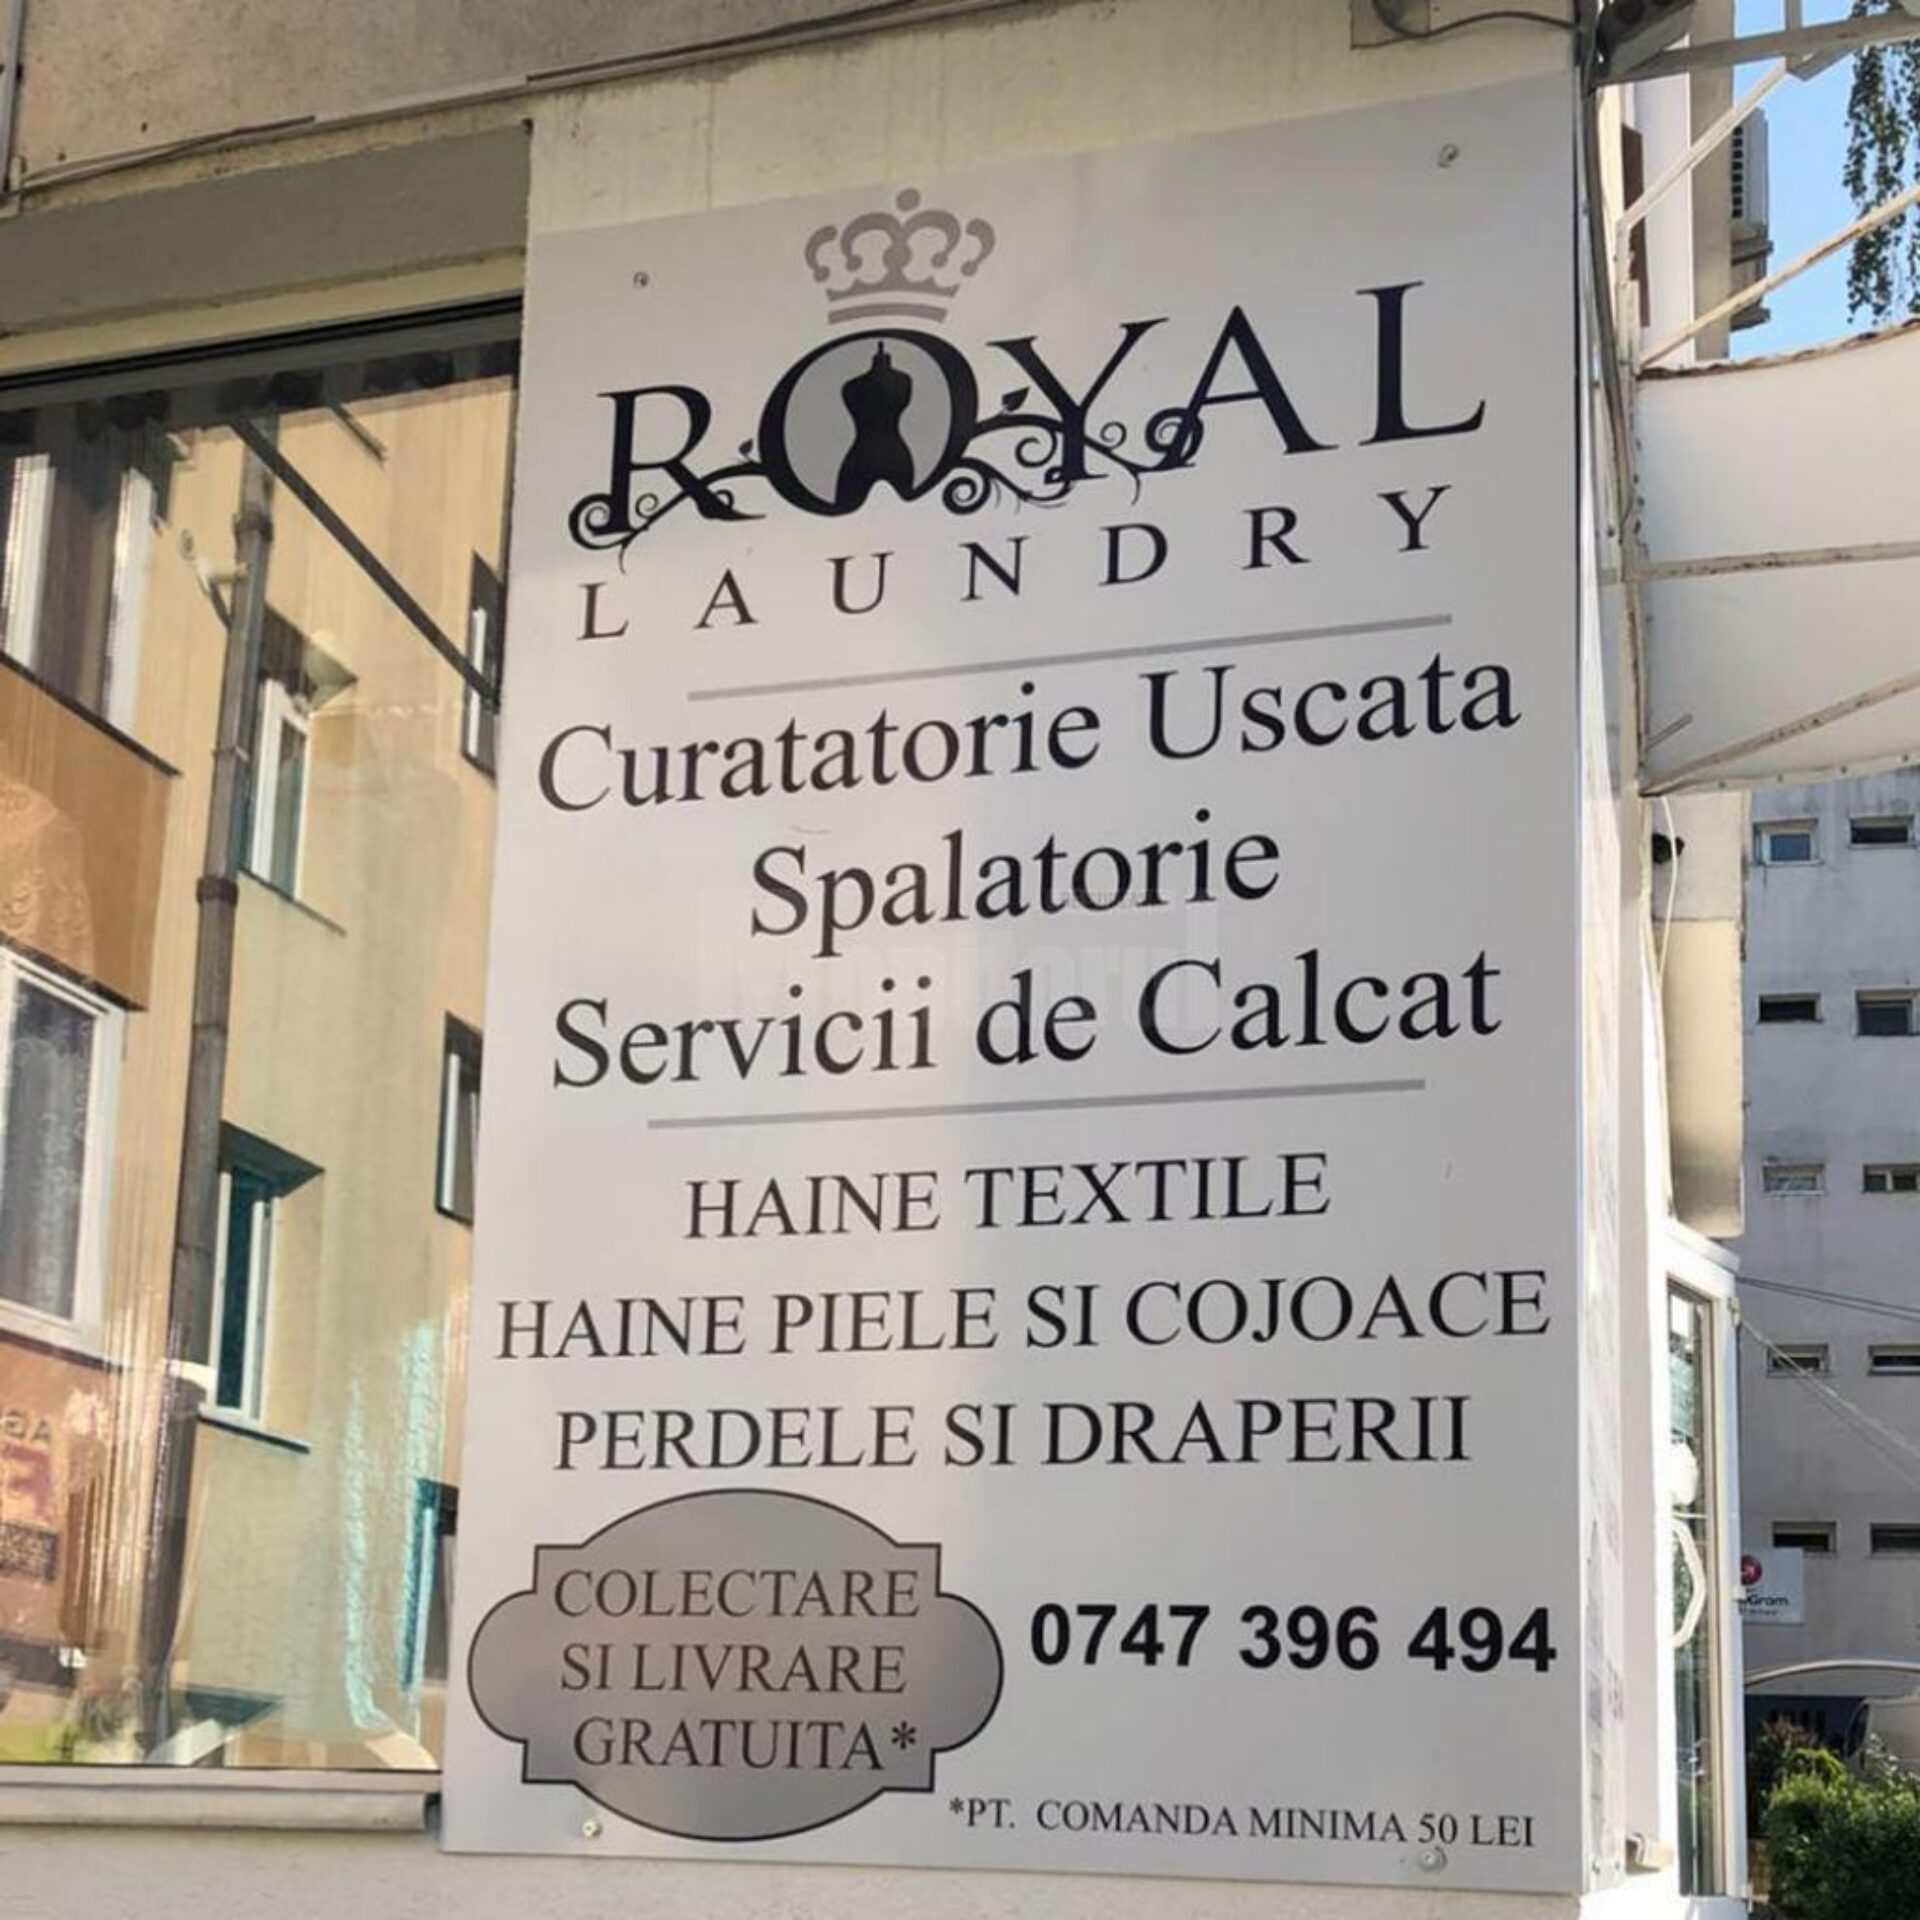 ROYAL
LAUNDRY
Curatatorie Uscata
Spalatorie
Servicii de Calcat
HAINE TEXTILE
HAINE PIELE SI COJOACE
PERDELE SI DRAPERII
COLECTARE
SI LIVRARE
GRATUITA*
0747 396 494
*PT. COMANDA MINIMA 50 LEI